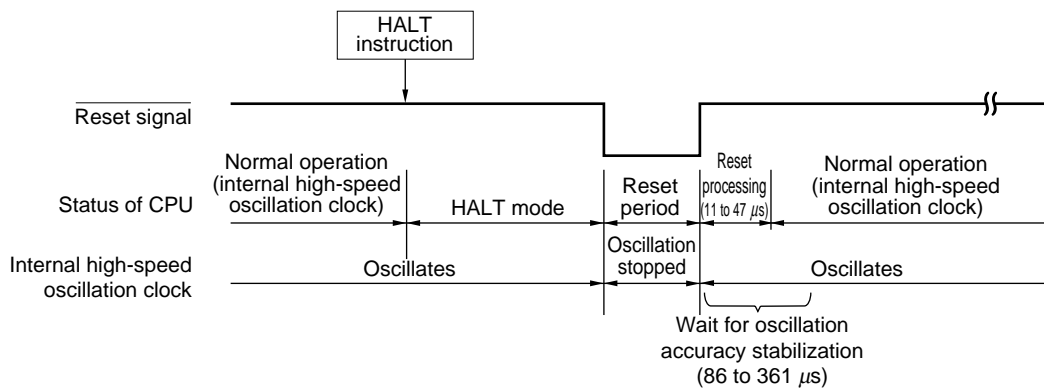 HALT
instruction
Reset signal
Normal operation
(internal high-speed
oscillation clock)
Status of CPU
HALT mode
Reset
period
Reset
processing
(11 to 47 μs)
Normal operation
(internal high-speed
oscillation clock)
Internal high-speed
oscillation clock
Oscillates
Oscillation
stopped
Oscillates
Wait for oscillation
accuracy stabilization
(86 to 361 μs)